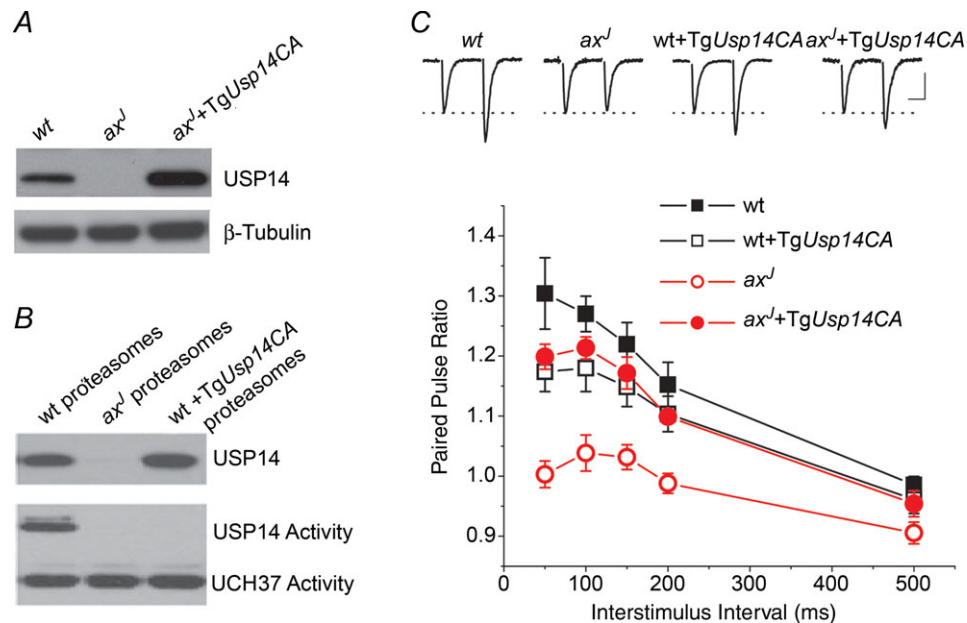 A
wt
ax^J
ax^J+TgUsp14CA
USP14
β-Tubulin
B
wt proteasomes
ax^J proteasomes
wt +TgUsp14CA
proteasomes
USP14
USP14 Activity
UCH37 Activity
C
wt
ax^J
wt+TgUsp14CA
ax^J+TgUsp14CA
wt
wt+TgUsp14CA
ax^J
ax^J+TgUsp14CA
Paired Pulse Ratio
1.4
1.3
1.2
1.1
1.0
0.9
0
100
200
300
400
500
Interstimulus Interval (ms)